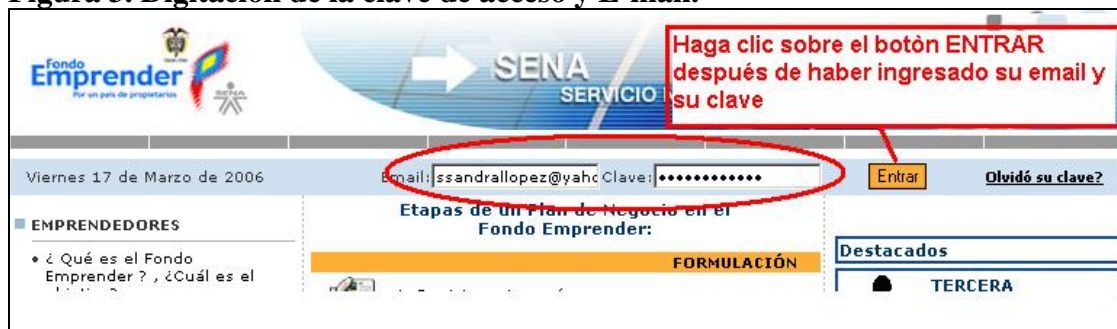 Figura 3. Digitación de la clave de acceso y E-mail.
Fondo
Emprender
Por un país de propietarios
SENA
SENA
SERVICIO
Haga clic sobre el botòn ENTRAR
después de haber ingresado su email y
su clave
Viernes 17 de Marzo de 2006
Email: ssandrallopez@yaho Clave: ••••••••••••
Entrar
Olvidó su clave?
EMPRENDEDORES
• ¿ Qué es el Fondo
Emprender ? , ¿Cuál es el
Etapas de un Plan de Negocio en el
Fondo Emprender:
FORMULACIÓN
Destacados
TERCERA